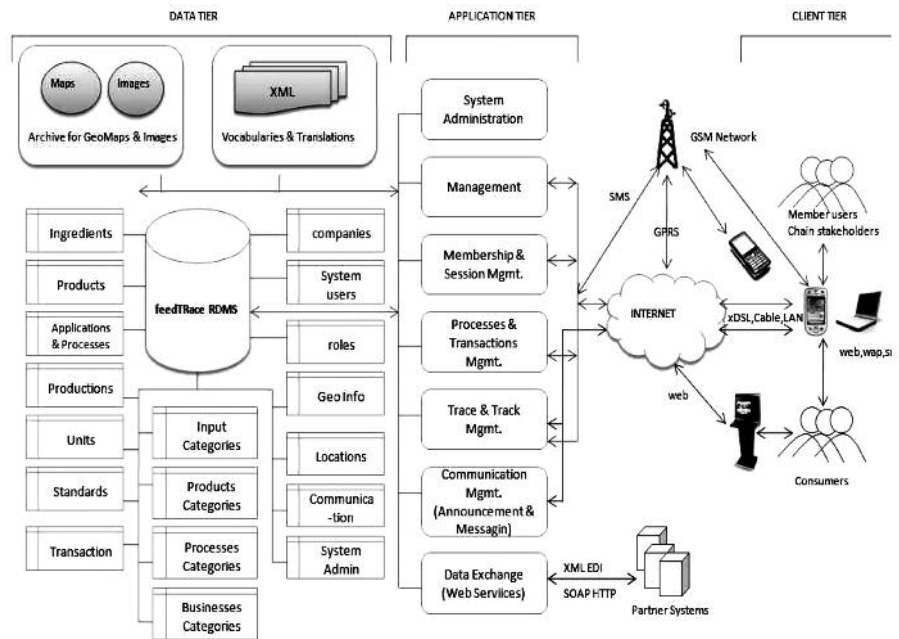 DATA TIER
APPLICATION TIER
CLIENT TIER
Maps
Images
Archive for GeoMaps & Images
XML
Vocabularies & Translations
Ingredients
Products
Applications
& Processes
Productions
Units
Standards
Transaction
feedTRace RDMS
companies
System
users
roles
Geo Info
Locations
Communica
-tion
System
Admin
Input
Categories
Products
Categories
Processes
Categories
Businesses
Categories
System
Administration
Management
Membership &
Session Mgmt.
Processes &
Transactions
Mgmt.
Trace & Track
Mgmt.
Communication
Mgmt.
(Announcement &
Messagin)
Data Exchange
(Web Serviices)
SMS
GPRS
GSM Network
INTERNET
xDSL,Cable,LAN
web
XML EDI
SOAP HTTP
Partner Systems
Member users
Chain stakeholders
web,wap,sr
Consumers